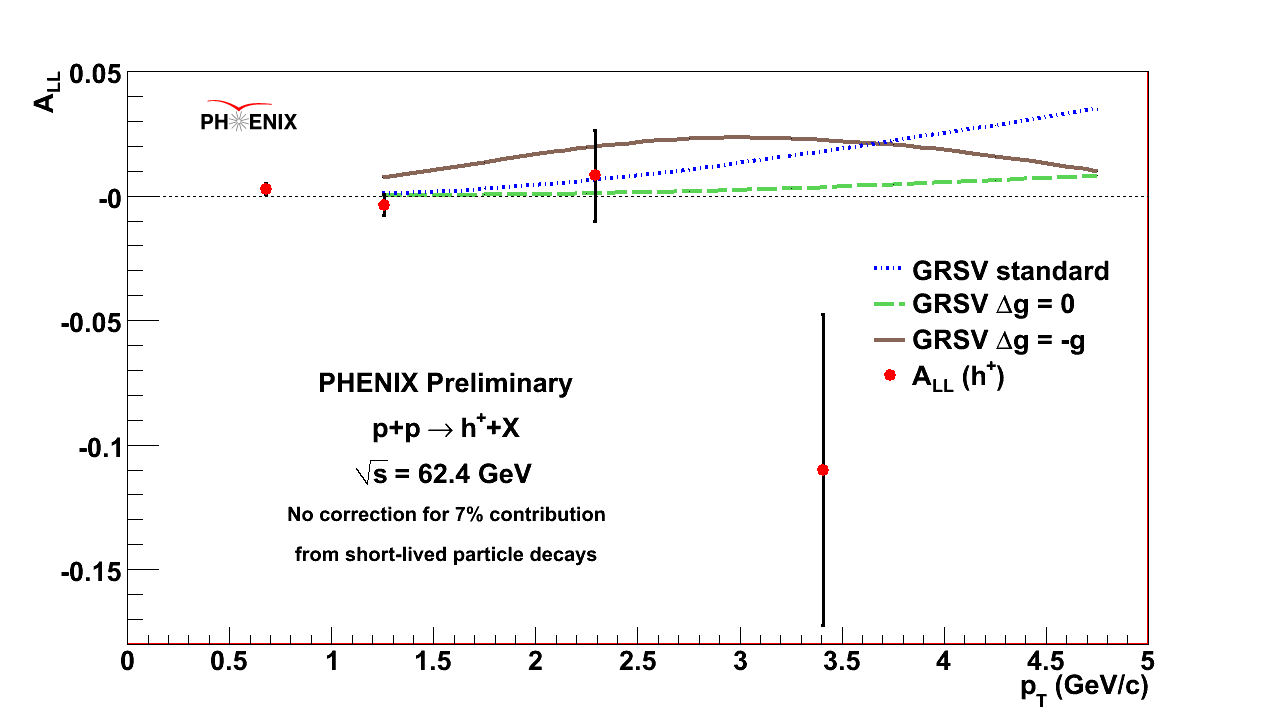 A_LL
0.05
-0
-0.05
-0.1
-0.15
PHENIX
GRSV standard
GRSV Δg = 0
GRSV Δg = -g
A_LL (h⁺)
PHENIX Preliminary
p+p → h⁺+X
√s = 62.4 GeV
No correction for 7% contribution
from short-lived particle decays
0 0.5 1 1.5 2 2.5 3 3.5 4 4.5 5
p_T (GeV/c)